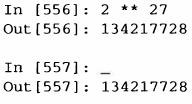 In [556]: 2 ** 27
Out[556]: 134217728
In [557]: _
Out[557]: 134217728